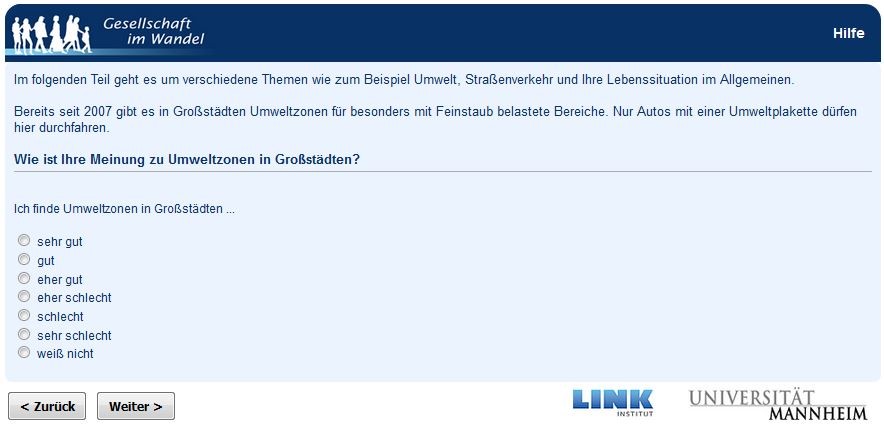 Gesellschaft
im Wandel
Hilfe
Im folgenden Teil geht es um verschiedene Themen wie zum Beispiel Umwelt, Straßenverkehr und Ihre Lebenssituation im Allgemeinen.
Bereits seit 2007 gibt es in Großstädten Umweltzonen für besonders mit Feinstaub belastete Bereiche. Nur Autos mit einer Umweltplakette dürfen
hier durchfahren.
Wie ist Ihre Meinung zu Umweltzonen in Großstädten?
Ich finde Umweltzonen in Großstädten ...
sehr gut
gut
eher gut
eher schlecht
schlecht
sehr schlecht
weiß nicht
< Zurück
Weiter >
LINK
INSTITUT
UNIVERSITÄT
MANNHEIM